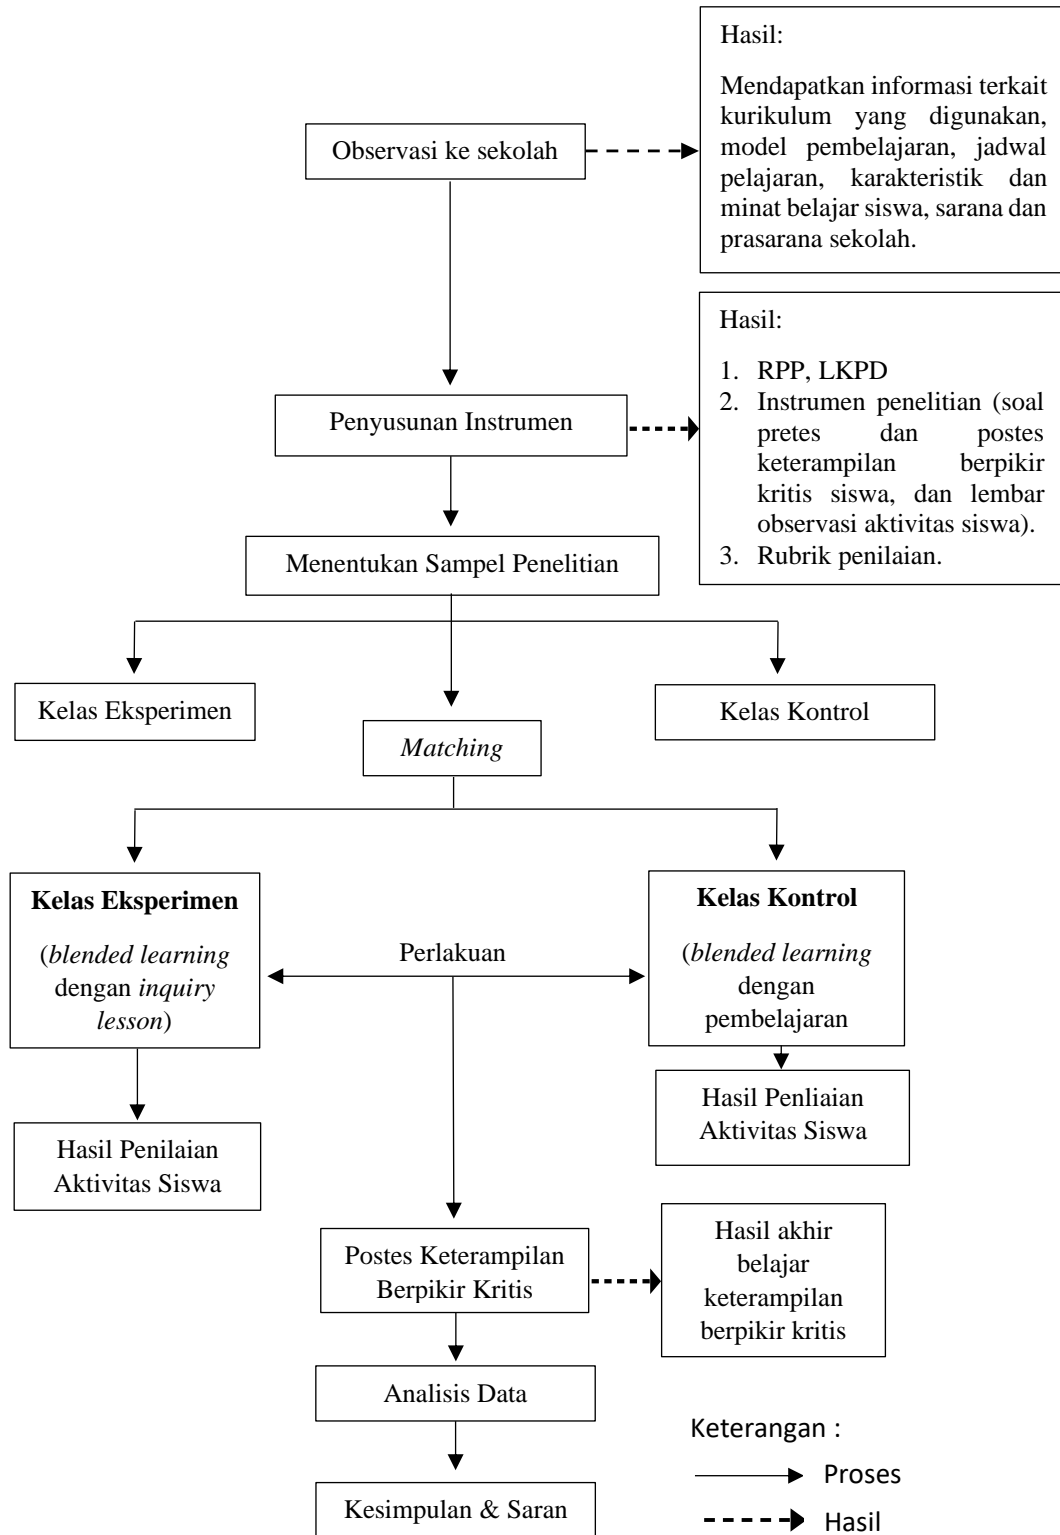 Hasil:
Mendapatkan informasi terkait
kurikulum yang digunakan,
model pembelajaran, jadwal
pelajaran, karakteristik dan
minat belajar siswa, sarana dan
prasarana sekolah.
Observasi ke sekolah
Hasil:
1. RPP, LKPD
2. Instrumen penelitian (soal
pretes dan postes
keterampilan berpikir
kritis siswa, dan lembar
observasi aktivitas siswa).
3. Rubrik penilaian.
Penyusunan Instrumen
Menentukan Sampel Penelitian
Kelas Eksperimen
Kelas Kontrol
Matching
Kelas Eksperimen
(blended learning
dengan inquiry
lesson)
Perlakuan
Kelas Kontrol
(blended learning
dengan
pembelajaran
Hasil Penilaian
Aktivitas Siswa
Hasil Penliaian
Aktivitas Siswa
Postes Keterampilan
Berpikir Kritis
Hasil akhir
belajar
keterampilan
berpikir kritis
Analisis Data
Kesimpulan & Saran
Keterangan :
Proses
Hasil